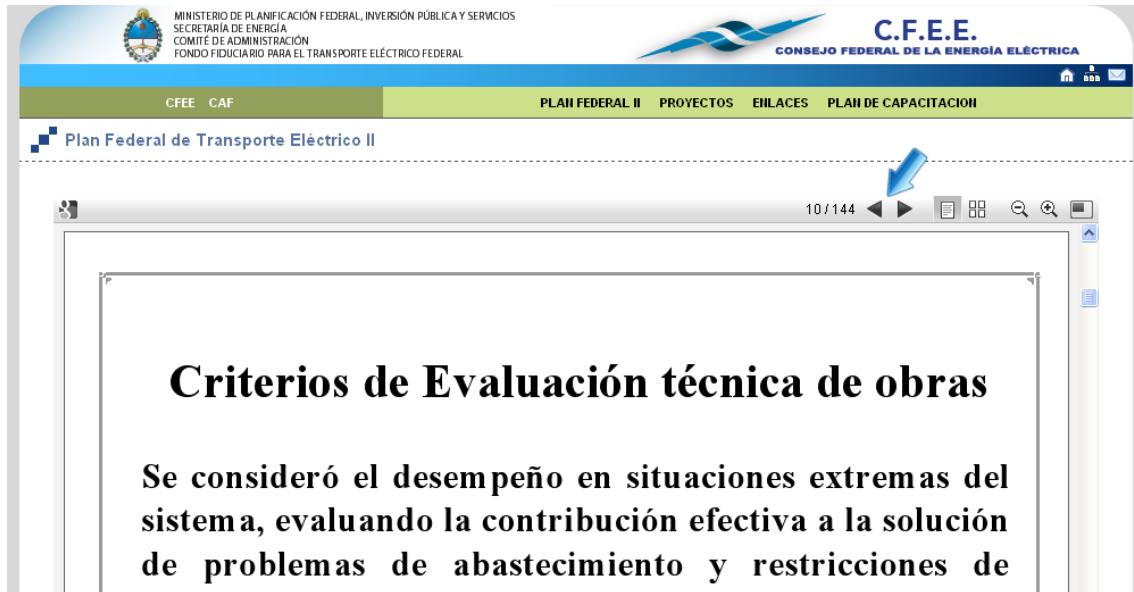 MINISTERIO DE PLANIFICACIÓN FEDERAL, INVERSIÓN PÚBLICA Y SERVICIOS
SECRETARÍA DE ENERGÍA
COMITÉ DE ADMINISTRACIÓN
FONDO FIDUCIARIO PARA EL TRANSPORTE ELÉCTRICO FEDERAL
C.F.E.E.
CONSEJO FEDERAL DE LA ENERGÍA ELÉCTRICA
CFEE CAF PLAN FEDERAL II PROYECTOS ENLACES PLAN DE CAPACITACION
Plan Federal de Transporte Eléctrico II
10 / 144
Criterios de Evaluación técnica de obras
Se consideró el desempeño en situaciones extremas del
sistema, evaluando la contribución efectiva a la solución
de problemas de abastecimiento y restricciones de